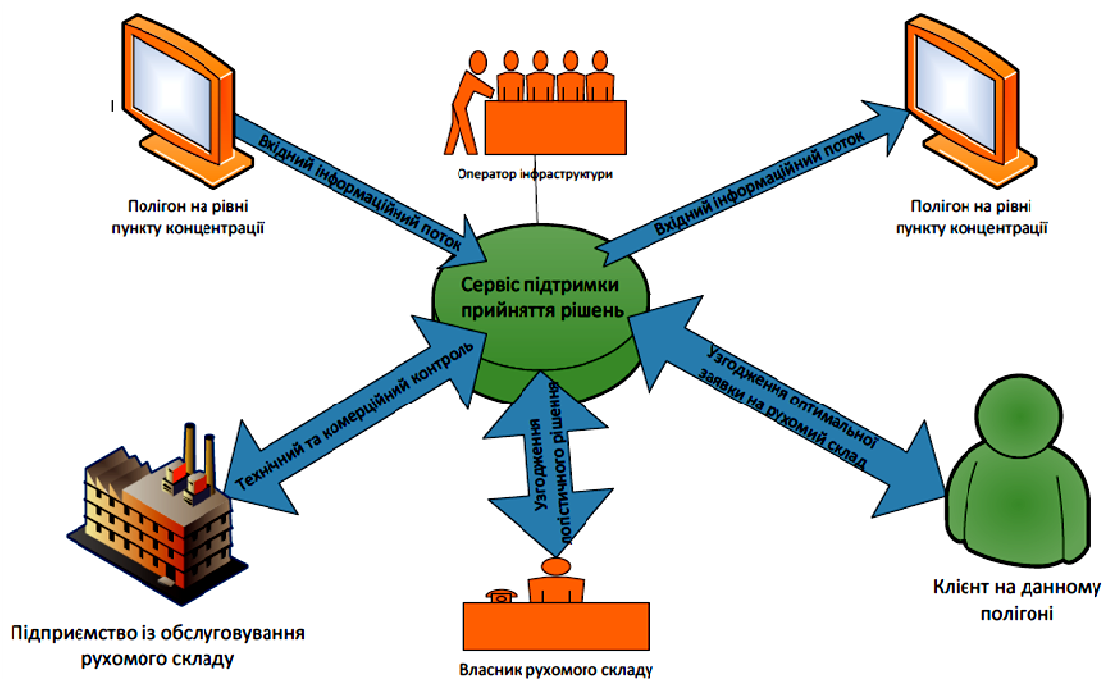 Вхідний інформаційний поток
Вхідний інформаційний поток
Оператор інфраструктури
Полігон на рівні
пункту концентрації
Полігон на рівні
пункту концентрації
Сервіс підтримки
прийняття рішень
Технічний та комерційний контроль
Узгодження
логістичного рішення
Узгодження оптимальної
заявки на рухомий склад
Клієнт на данному
полігоні
Підприємство із обслуговування
рухомого складу
Власник рухомого складу